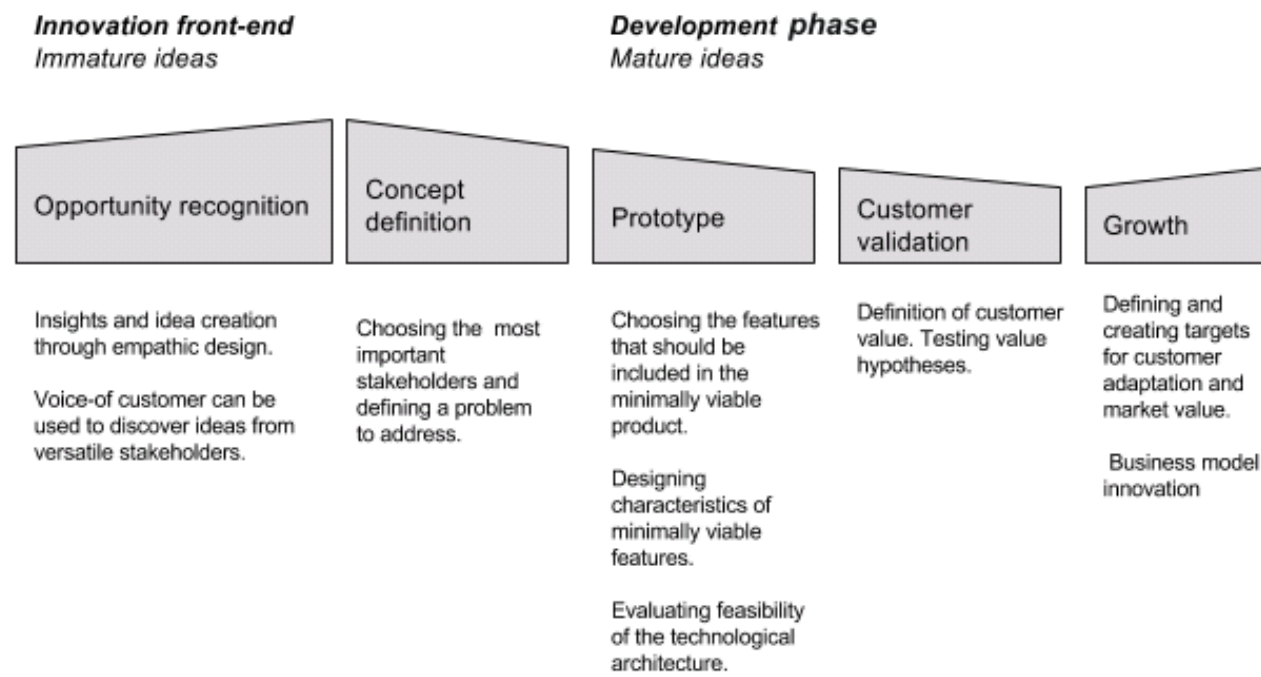 Innovation front-end
Immature ideas
Development phase
Mature ideas
Opportunity recognition
Concept
definition
Prototype
Customer
validation
Growth
Insights and idea creation
through empathic design.
Voice-of customer can be
used to discover ideas from
versatile stakeholders.
Choosing the most
important
stakeholders and
defining a problem
to address.
Choosing the features
that should be
included in the
minimally viable
product.
Designing
characteristics of
minimally viable
features.
Evaluating feasibility
of the technological
architecture.
Definition of customer
value. Testing value
hypotheses.
Defining and
creating targets
for customer
adaptation and
market value.
Business model
innovation